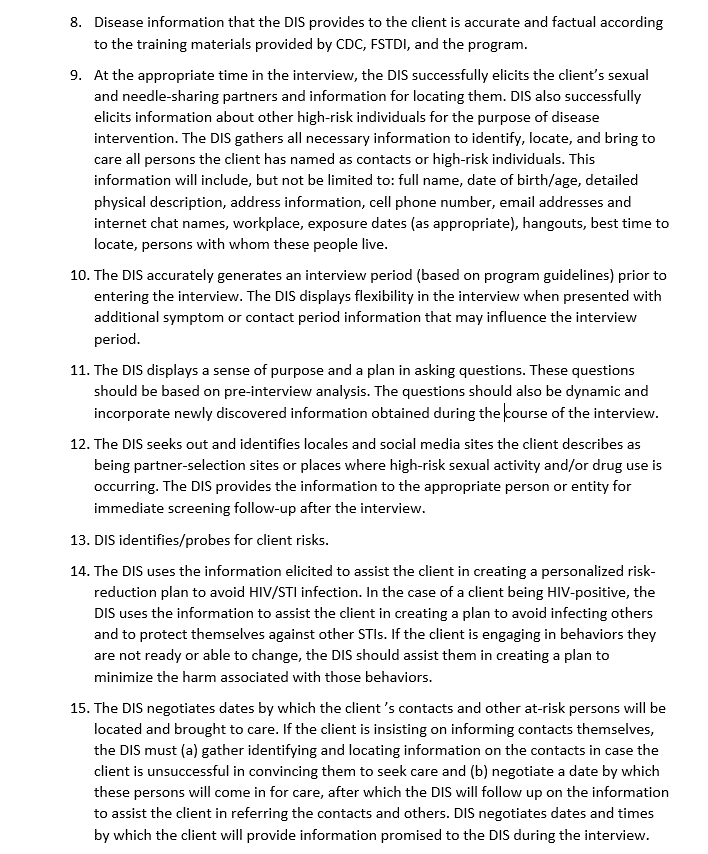 8. Disease information that the DIS provides to the client is accurate and factual according
to the training materials provided by CDC, FSTDI, and the program.
9. At the appropriate time in the interview, the DIS successfully elicits the client’s sexual
and needle-sharing partners and information for locating them. DIS also successfully
elicits information about other high-risk individuals for the purpose of disease
intervention. The DIS gathers all necessary information to identify, locate, and bring to
care all persons the client has named as contacts or high-risk individuals. This
information will include, but not be limited to: full name, date of birth/age, detailed
physical description, address information, cell phone number, email addresses and
internet chat names, workplace, exposure dates (as appropriate), hangouts, best time to
locate, persons with whom these people live.
10. The DIS accurately generates an interview period (based on program guidelines) prior to
entering the interview. The DIS displays flexibility in the interview when presented with
additional symptom or contact period information that may influence the interview
period.
11. The DIS displays a sense of purpose and a plan in asking questions. These questions
should be based on pre-interview analysis. The questions should also be dynamic and
incorporate newly discovered information obtained during the course of the interview.
12. The DIS seeks out and identifies locales and social media sites the client describes as
being partner-selection sites or places where high-risk sexual activity and/or drug use is
occurring. The DIS provides the information to the appropriate person or entity for
immediate screening follow-up after the interview.
13. DIS identifies/probes for client risks.
14. The DIS uses the information elicited to assist the client in creating a personalized risk-
reduction plan to avoid HIV/STI infection. In the case of a client being HIV-positive, the
DIS uses the information to assist the client in creating a plan to avoid infecting others
and to protect themselves against other STIs. If the client is engaging in behaviors they
are not ready or able to change, the DIS should assist them in creating a plan to
minimize the harm associated with those behaviors.
15. The DIS negotiates dates by which the client ’s contacts and other at-risk persons will be
located and brought to care. If the client is insisting on informing contacts themselves,
the DIS must (a) gather identifying and locating information on the contacts in case the
client is unsuccessful in convincing them to seek care and (b) negotiate a date by which
these persons will come in for care, after which the DIS will follow up on the information
to assist the client in referring the contacts and others. DIS negotiates dates and times
by which the client will provide information promised to the DIS during the interview.